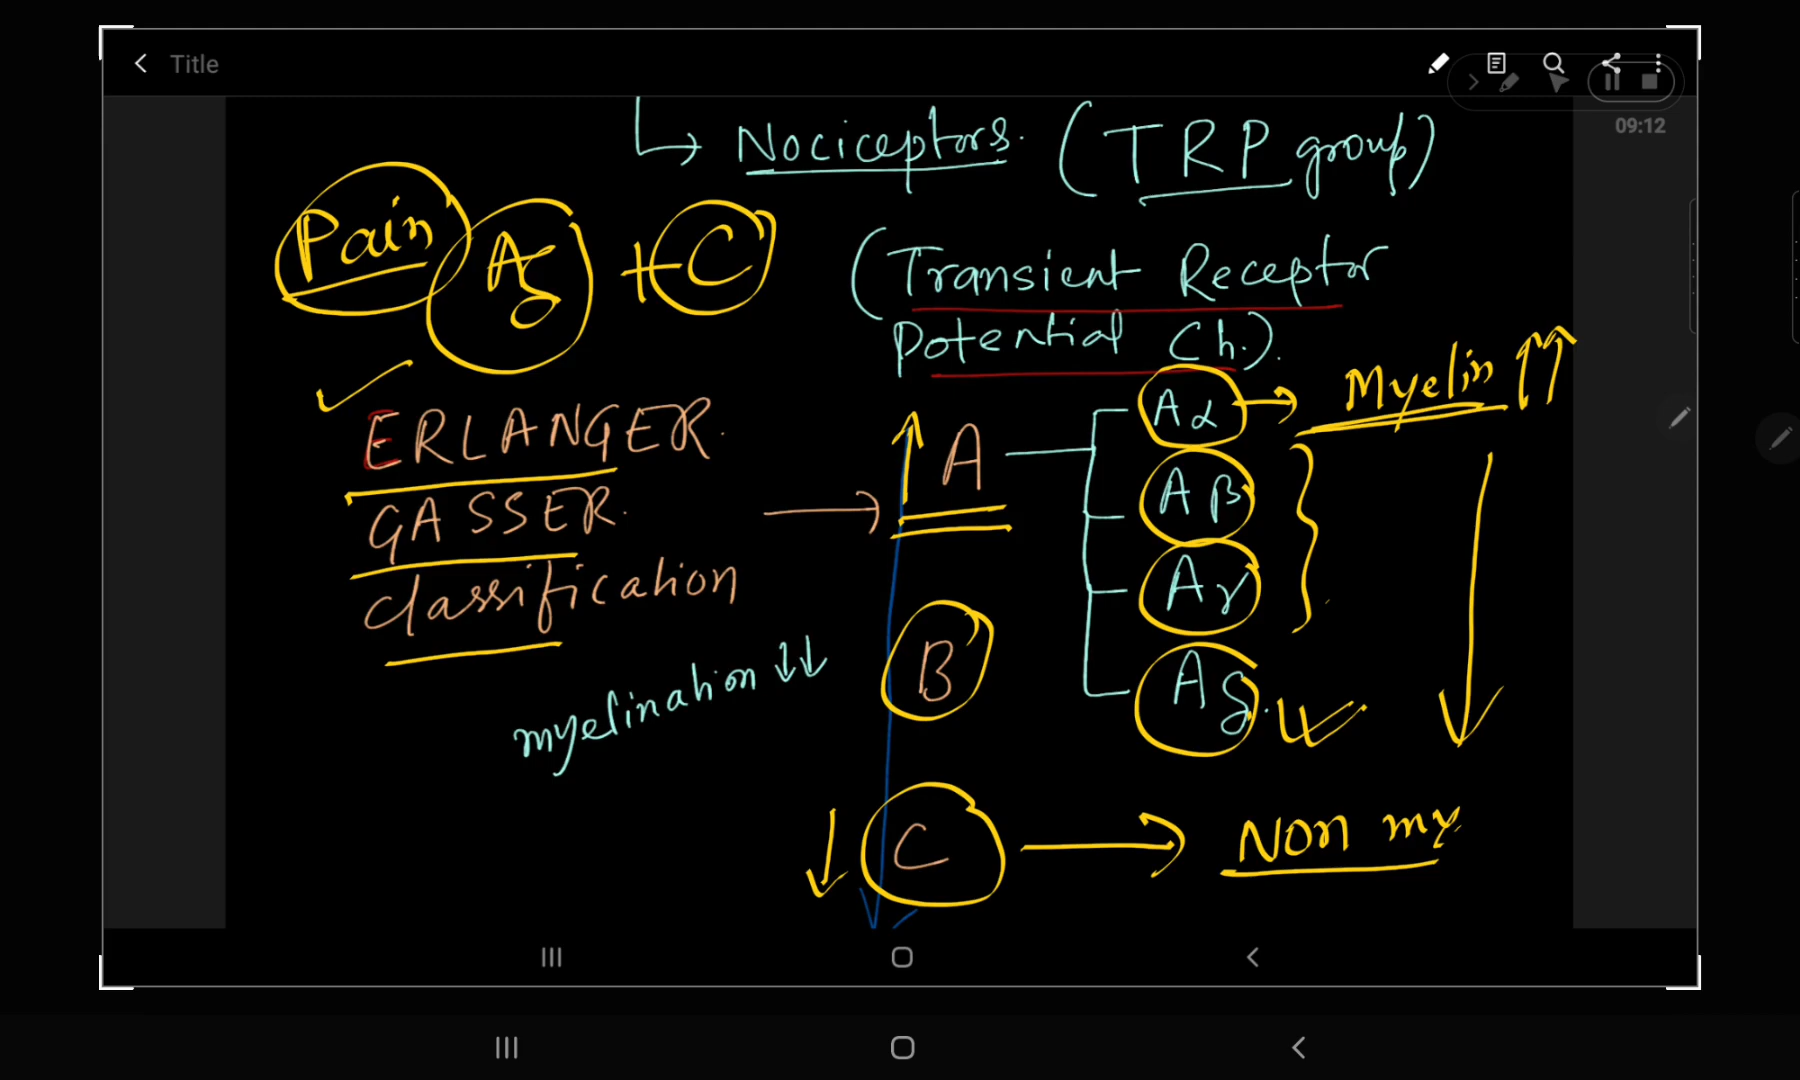 Title
09:12
Nociceptors. (TRP group)
Pain Aδ + C
(Transient Receptor
Potential Ch.).
ERLANGER.
GASSER.
classification
A
Aα → Myelin ↑↑
Aβ
Aγ
Aδ.
B
myelination ↓↓
C → Non my.